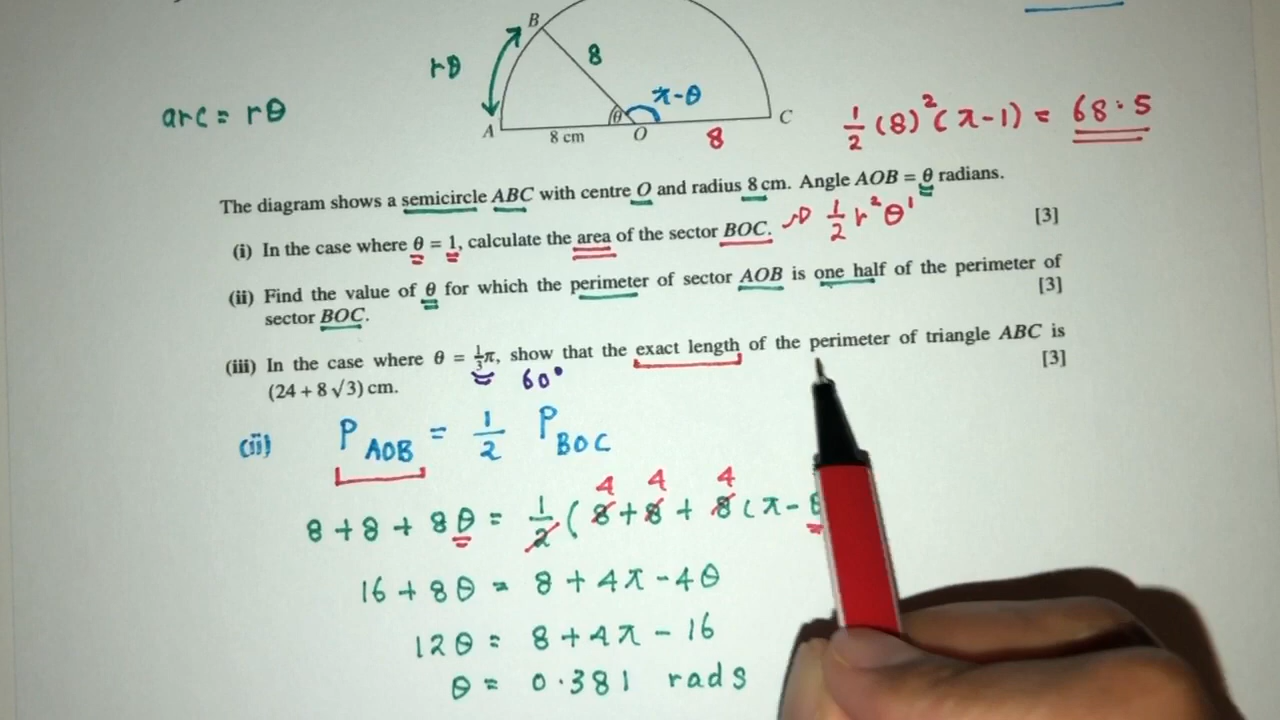 B
rθ
8
π-θ
arc = rθ
θ
A
8 cm
O
8
C
1/2 (8)² (π-1) = 68.5
The diagram shows a semicircle ABC with centre O and radius 8 cm. Angle AOB = θ radians.
(i) In the case where θ = 1, calculate the area of the sector BOC. → 1/2 r² θ' [3]
(ii) Find the value of θ for which the perimeter of sector AOB is one half of the perimeter of
sector BOC. [3]
(iii) In the case where θ = 1/3π, show that the exact length of the perimeter of triangle ABC is
(24 + 8√3) cm. 60° [3]
(ii) P AOB = 1/2 P BOC
4 4 4
8 + 8 + 8θ = 1/2 (8 + 8 + 8(π-
16 + 8θ = 8 + 4π - 4θ
12θ = 8 + 4π - 16
θ = 0.381 rads